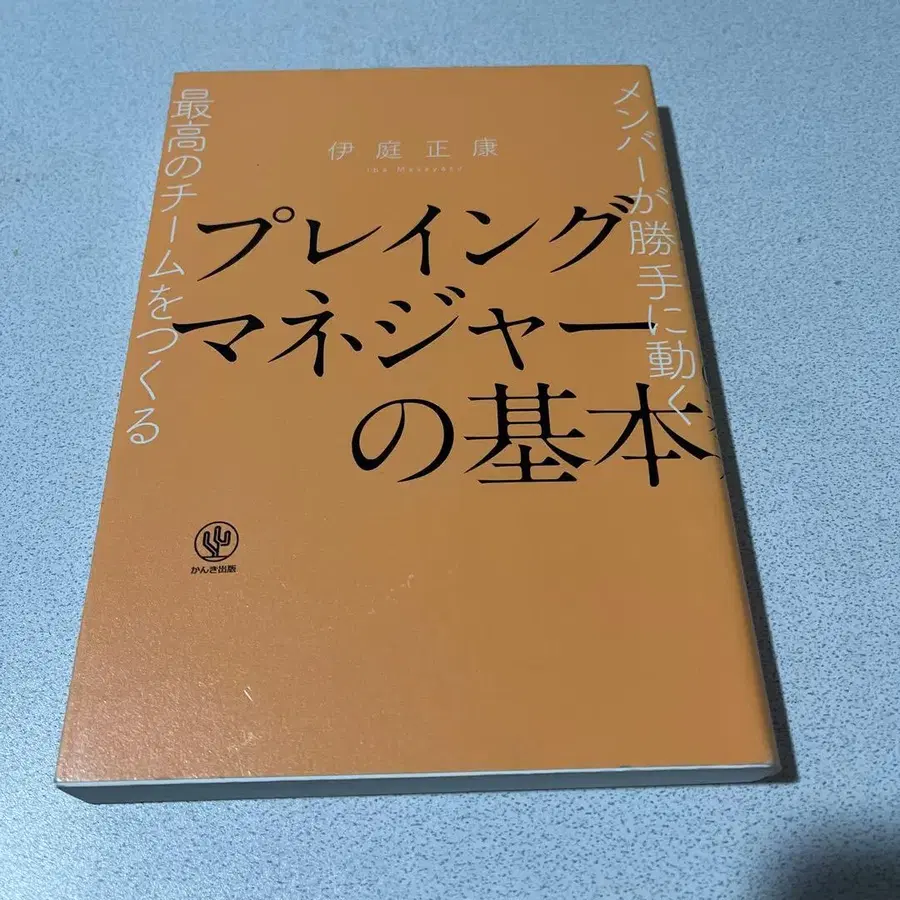 メンバーが勝手に動く
最高のチームをつくる
伊庭正康
Iba Masayasu
プレイング
マネジャー
の基本
かんき出版